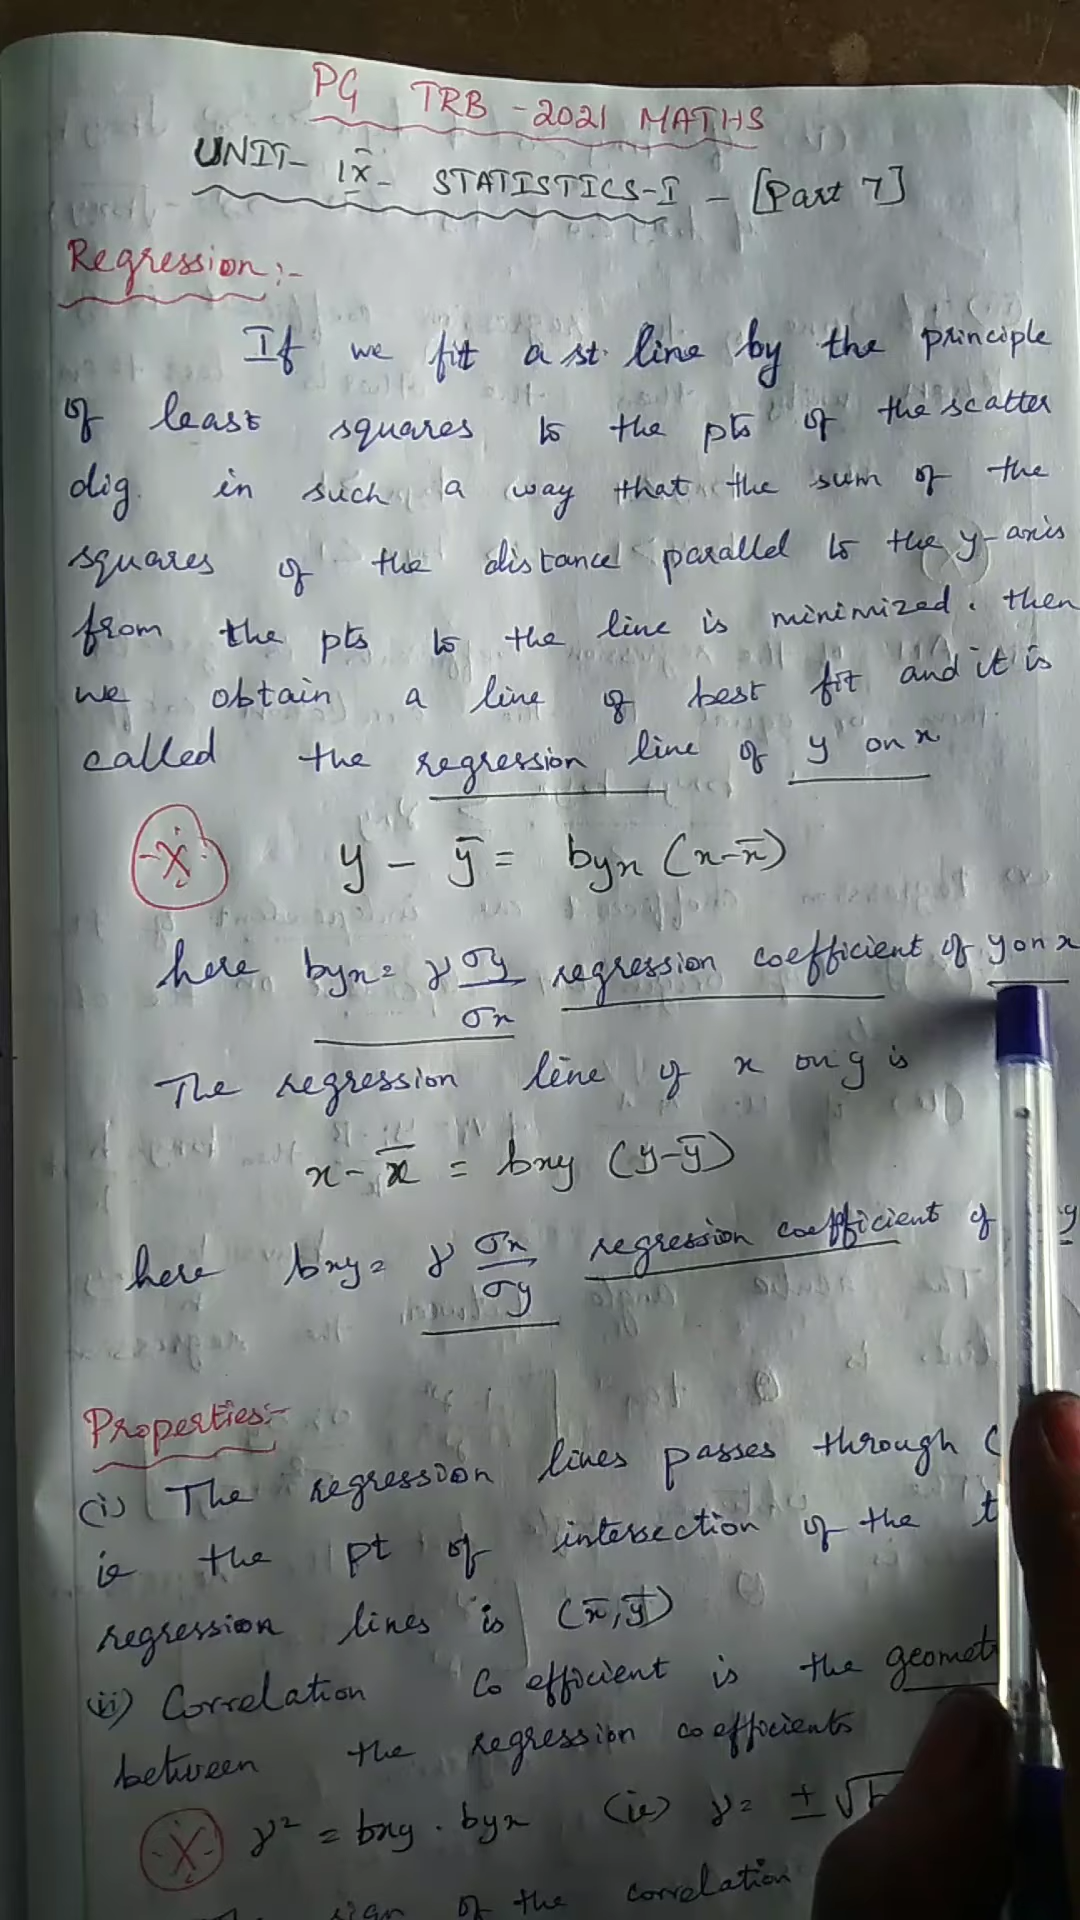 PG TRB - 2021 MATHS
UNIT - IX - STATISTICS-I - [Part 7]
Regression:-
If we fit a st. line by the principle
of least squares to the pts of the scatter
dig. in such a way that the sum of the
squares of the distance parallel to the y-axis
from the pts to the line is minimized. then
we obtain a line of best fit and it is
called the regression line of y on x
y - ȳ = byx (x-x̄)
here byx = γ σy/σx regression coefficient of y on x
The regression line of x on y is
x - x̄ = bxy (y-ȳ)
here bxy = γ σx/σy regression coefficient of
Properties:-
(i) The regression lines passes through (
ie the pt of intersection of the
regression lines is (x̄,ȳ)
(ii) Correlation Co efficient is the
between the regression coefficients
γ² = bxy . byx (ie) γ = ± √
sign of the correlation